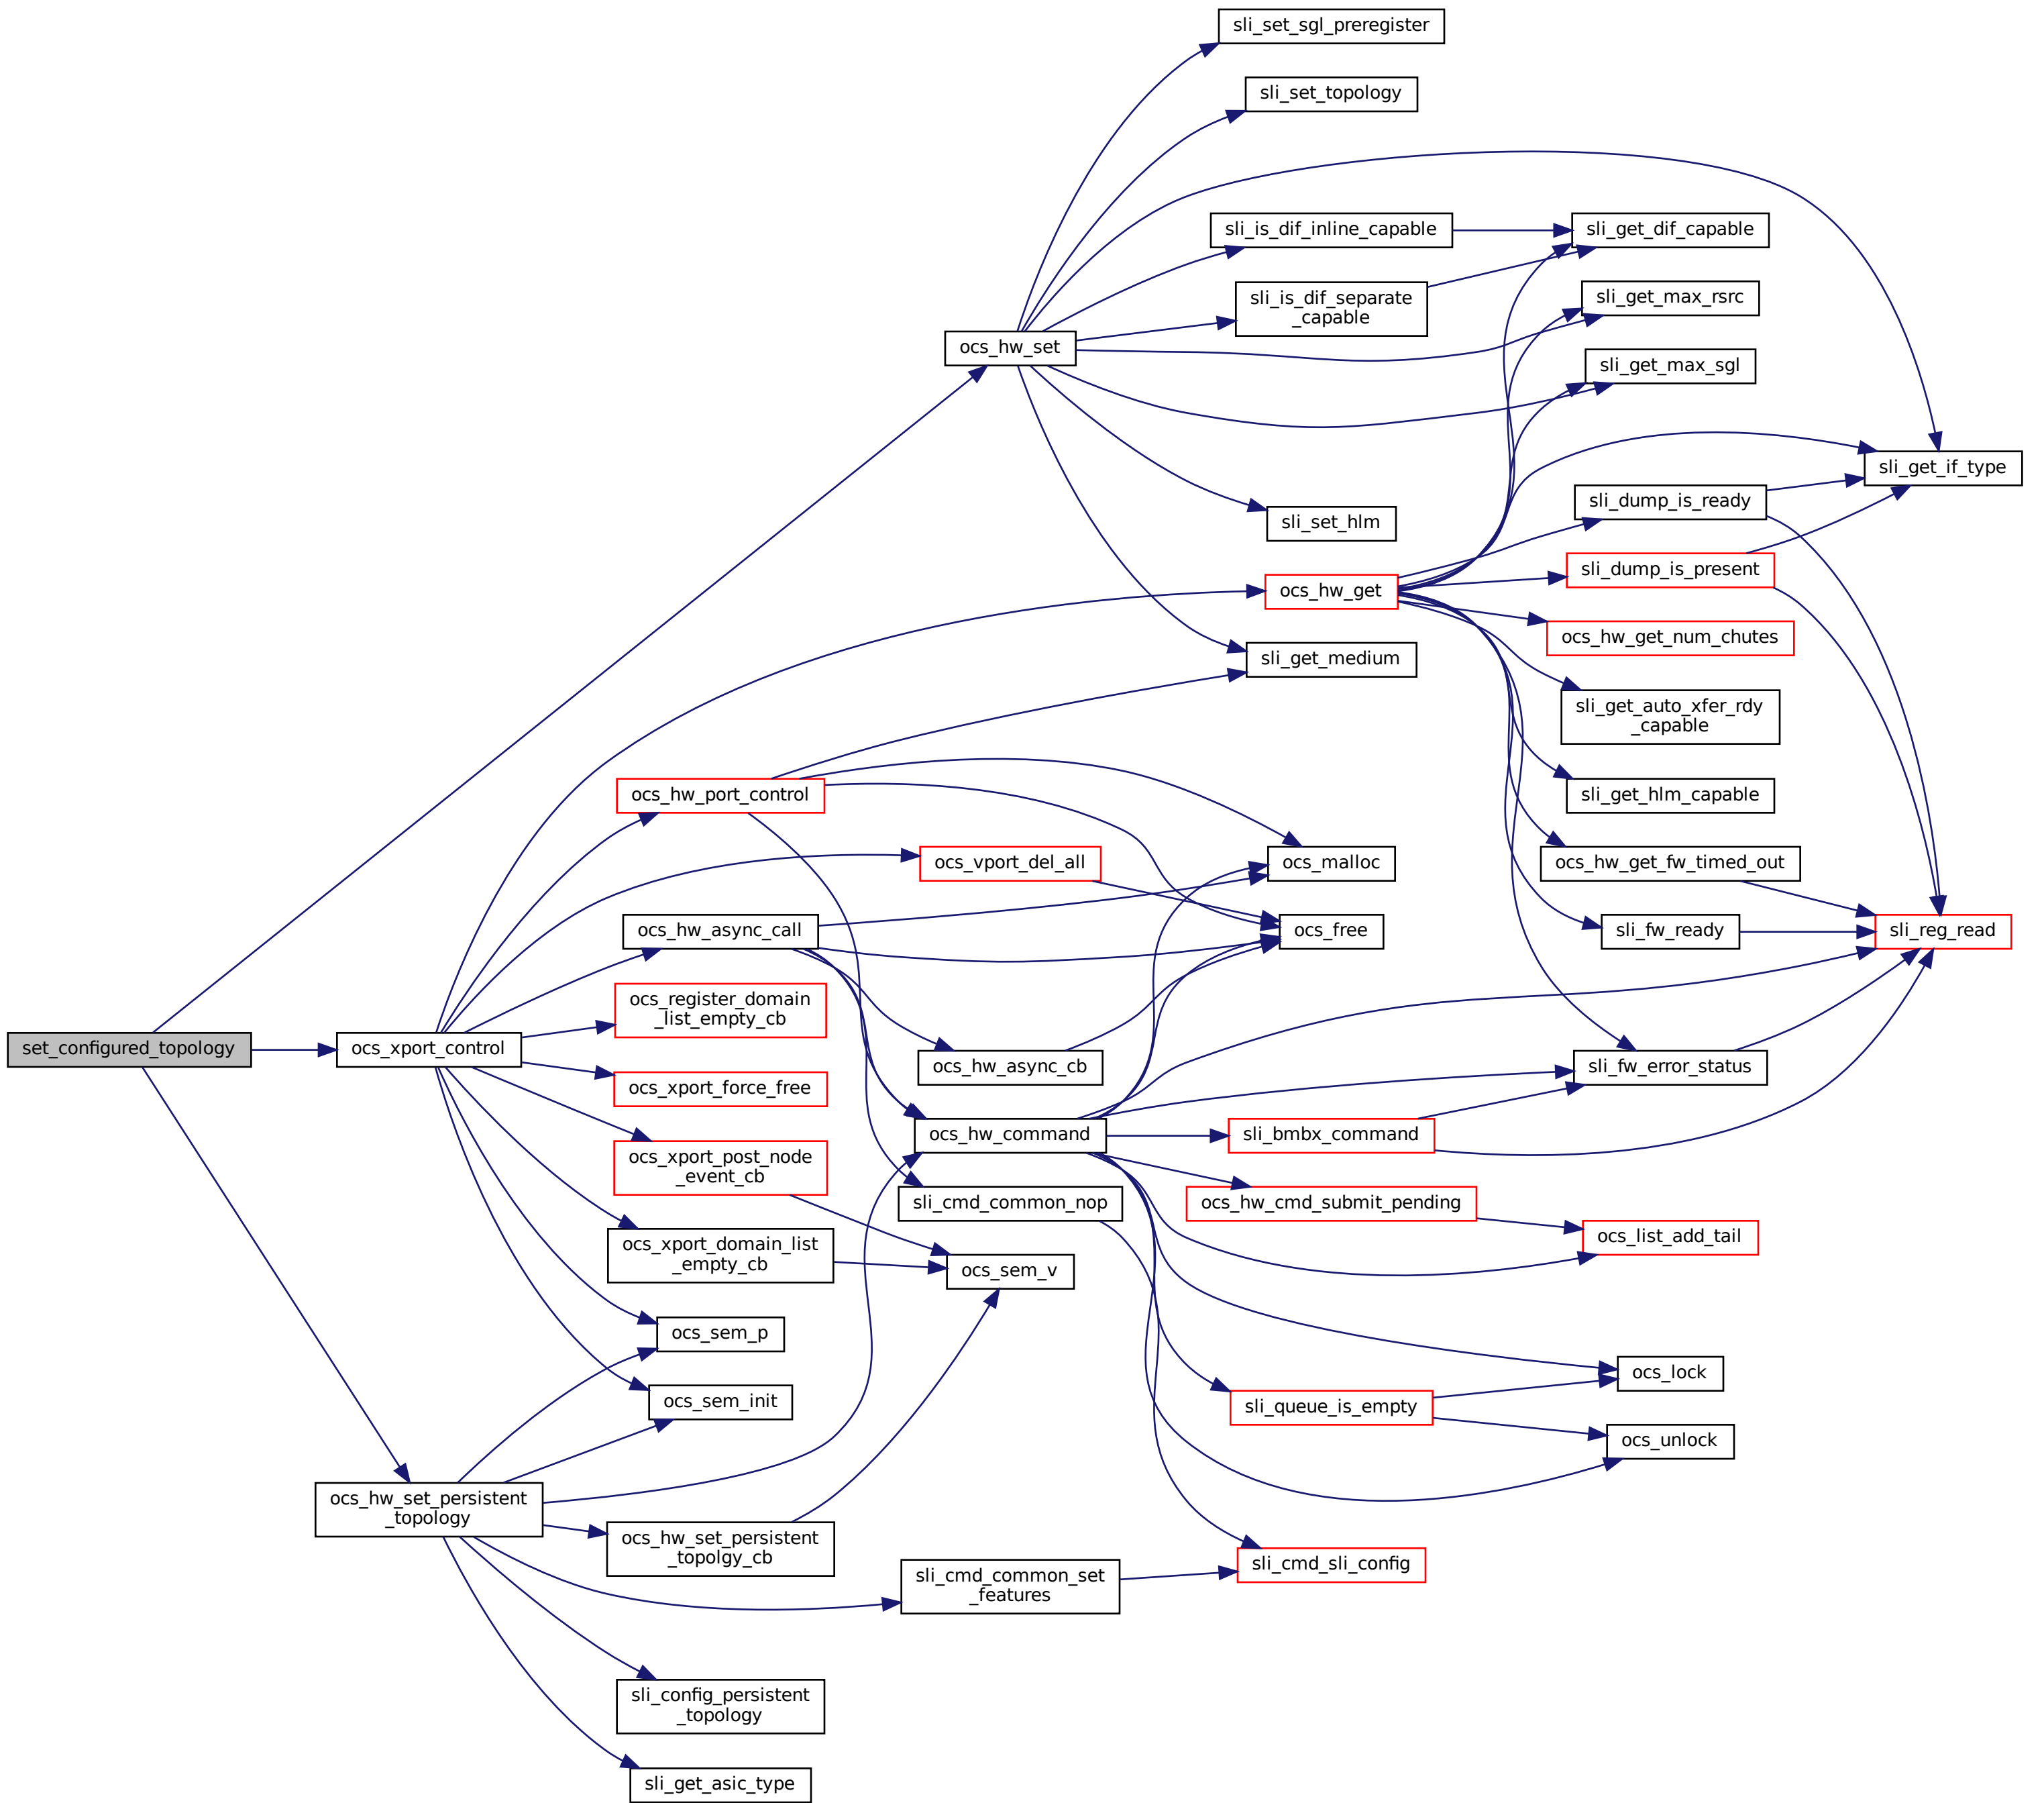 sli_set_sgl_preregister
sli_set_topology
sli_is_dif_inline_capable
sli_get_dif_capable
sli_is_dif_separate
_capable
sli_get_max_rsrc
ocs_hw_set
sli_get_max_sgl
sli_get_if_type
sli_set_hlm
sli_dump_is_ready
sli_dump_is_present
ocs_hw_get
ocs_hw_get_num_chutes
sli_get_medium
sli_get_auto_xfer_rdy
_capable
ocs_hw_port_control
sli_get_hlm_capable
ocs_vport_del_all
ocs_malloc
ocs_hw_get_fw_timed_out
ocs_hw_async_call
ocs_free
sli_fw_ready
sli_reg_read
ocs_register_domain
_list_empty_cb
set_configured_topology
ocs_xport_control
ocs_hw_async_cb
sli_fw_error_status
ocs_xport_force_free
ocs_hw_command
sli_bmbx_command
ocs_xport_post_node
_event_cb
sli_cmd_common_nop
ocs_hw_cmd_submit_pending
ocs_list_add_tail
ocs_xport_domain_list
_empty_cb
ocs_sem_v
ocs_sem_p
ocs_lock
ocs_sem_init
sli_queue_is_empty
ocs_unlock
ocs_hw_set_persistent
_topology
ocs_hw_set_persistent
_topolgy_cb
sli_cmd_common_set
_features
sli_cmd_sli_config
sli_config_persistent
_topology
sli_get_asic_type